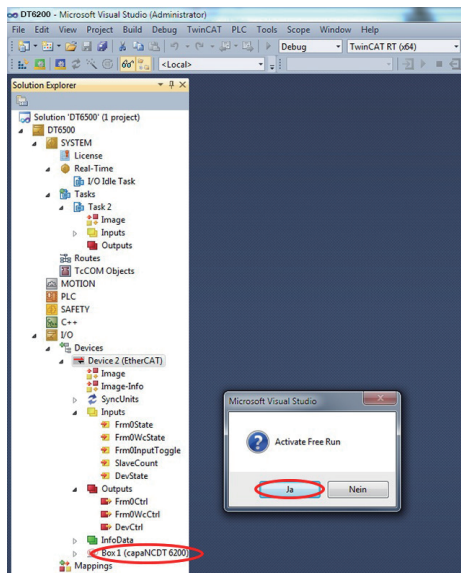 DT6200 - Microsoft Visual Studio (Administrator)
File Edit View Project Build Debug TwinCAT PLC Tools Scope Window Help
Debug TwinCAT RT (x64)
<Local>
Solution Explorer
Solution 'DT6500' (1 project)
DT6500
SYSTEM
License
Real-Time
I/O Idle Task
Tasks
Task 2
Image
Inputs
Outputs
Routes
TcCOM Objects
MOTION
PLC
SAFETY
C++
I/O
Devices
Device 2 (EtherCAT)
Image
Image-Info
SyncUnits
Inputs
Frm0State
Frm0WcState
Frm0InputToggle
SlaveCount
DevState
Outputs
Frm0Ctrl
Frm0WcCtrl
DevCtrl
InfoData
Box 1 (capaNCDT 6200)
Mappings
Microsoft Visual Studio
Activate Free Run
Ja Nein